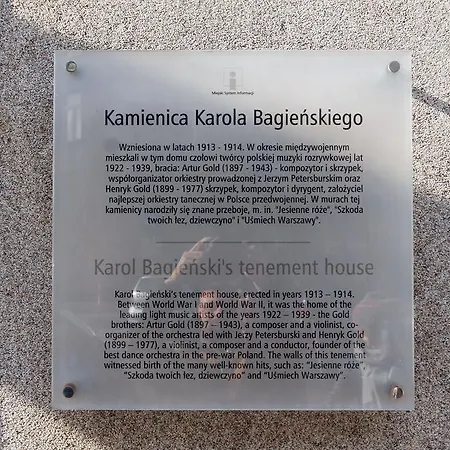 Miejski System Informacji
Kamienica Karola Bagieńskiego
Wzniesiona w latach 1913 - 1914. W okresie międzywojennym
mieszkali w tym domu czołowi twórcy polskiej muzyki rozrywkowej lat
1922 - 1939, bracia: Artur Gold (1897 - 1943) - kompozytor i skrzypek,
współorganizator orkiestry prowadzonej z Jerzym Petersburskim oraz
Henryk Gold (1899 - 1977) skrzypek, kompozytor i dyrygent, założyciel
najlepszej orkiestry tanecznej w Polsce przedwojennej. W murach tej
kamienicy narodziły się znane przeboje, m. in. "Jesienne róże", "Szkoda
twoich łez, dziewczyno" i "Uśmiech Warszawy".
Karol Bagieński's tenement house
Karol Bagieński's tenement house, erected in years 1913 – 1914.
Between World War I and World War II, it was the home of the
leading light music artists of the years 1922 – 1939 - the Gold
brothers: Artur Gold (1897 – 1943), a composer and a violinist, co-
organizer of the orchestra led with Jerzy Petersburski and Henryk Gold
(1899 – 1977), a violinist, a composer and a conductor, founder of the
best dance orchestra in the pre-war Poland. The walls of this tenement
witnessed birth of the many well-known hits, such as: "Jesienne róże",
"Szkoda twoich łez, dziewczyno" and "Uśmiech Warszawy".